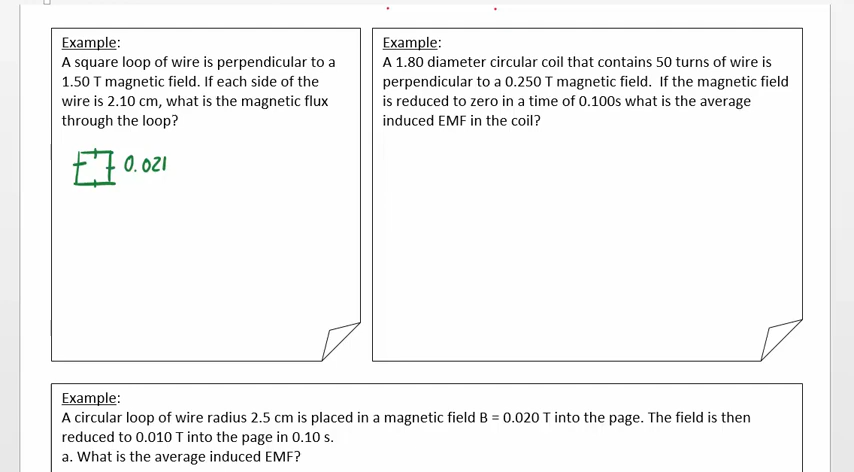 Example:
A square loop of wire is perpendicular to a
1.50 T magnetic field. If each side of the
wire is 2.10 cm, what is the magnetic flux
through the loop?
0.021
Example:
A 1.80 diameter circular coil that contains 50 turns of wire is
perpendicular to a 0.250 T magnetic field. If the magnetic field
is reduced to zero in a time of 0.100s what is the average
induced EMF in the coil?
Example:
A circular loop of wire radius 2.5 cm is placed in a magnetic field B = 0.020 T into the page. The field is then
reduced to 0.010 T into the page in 0.10 s.
a. What is the average induced EMF?